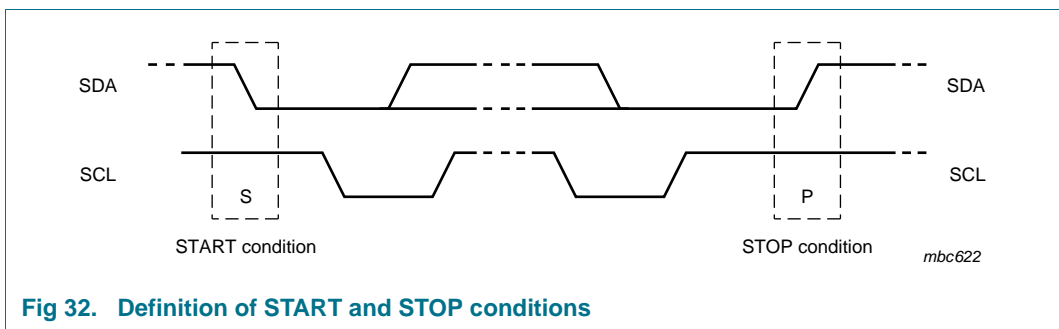 SDA
SDA
SCL
SCL
S
P
START condition
STOP condition
mbc622
Fig 32. Definition of START and STOP conditions